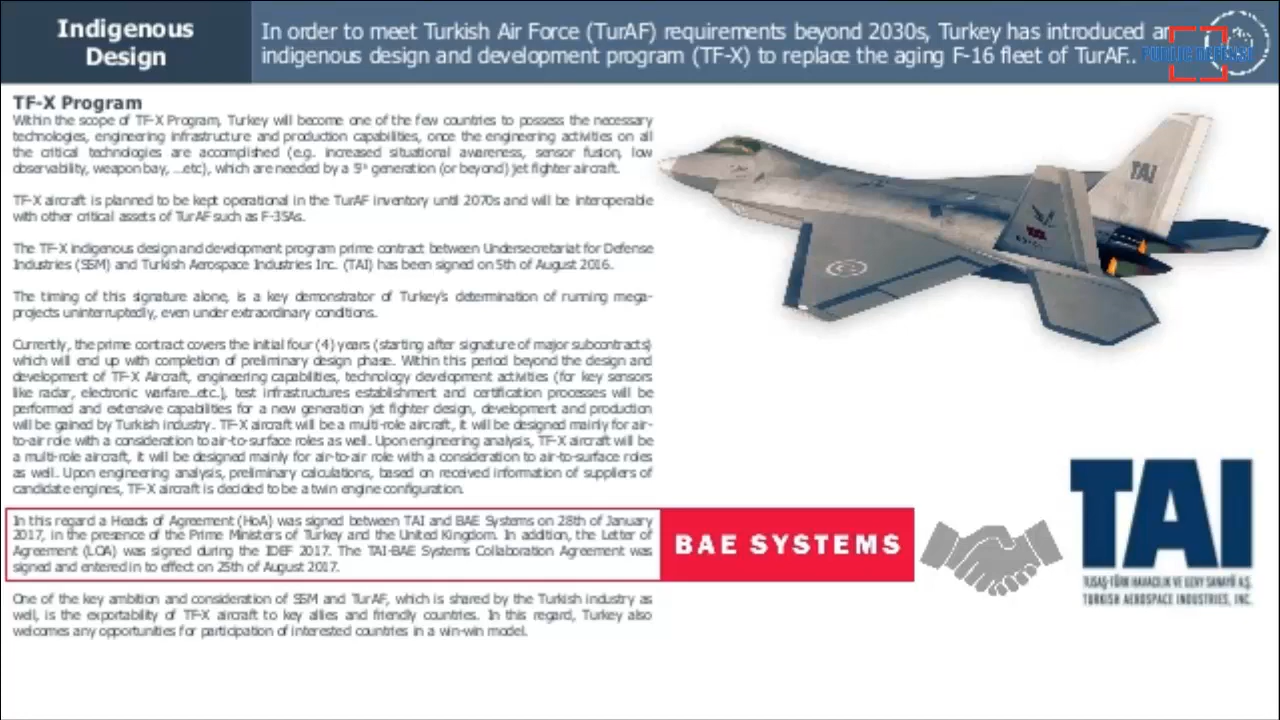 Indigenous
Design
In order to meet Turkish Air Force (TurAF) requirements beyond 2030s, Turkey has introduced an
indigenous design and development program (TF-X) to replace the aging F-16 fleet of TurAF..
TF-X Program
Within the scope of TF-X Program, Turkey will become one of the few countries to possess the necessary
technologies, engineering infrastructure and production capabilities, once the engineering activities on all
the critical technologies are accomplished (e.g. increased situational awareness, sensor fusion, low
observability, weapon bay, ...etc), which are needed by a 5th generation (or beyond) jet fighter aircraft.
TF-X aircraft is planned to be kept operational in the TurAF inventory until 2070s and will be interoperable
with other critical assets of TurAF such as F-35As.
The TF-X indigenous design and development program prime contract between Undersecretariat for Defense
Industries (SSM) and Turkish Aerospace Industries Inc. (TAI) has been signed on 5th of August 2016.
The timing of this signature alone, is a key demonstrator of Turkey's determination of running mega-
projects uninterruptedly, even under extraordinary conditions.
Currently, the prime contract covers the initial four (4) years (starting after signature of major subcontracts)
which will end up with completion of preliminary design phase. Within this period beyond the design and
development of TF-X Aircraft, engineering capabilities, technology development activities (for key sensors
like radar, electronic warfare...etc.), test infrastructures establishment and certification processes will be
performed and extensive capabilities for a new generation jet fighter design, development and production
will be gained by Turkish industry. TF-X aircraft will be a multi-role aircraft, it will be designed mainly for air-
to-air role with a consideration to air-to-surface roles as well. Upon engineering analysis, TF-X aircraft will be
a multi-role aircraft, it will be designed mainly for air-to-air role with a consideration to air-to-surface roles
as well. Upon engineering analysis, preliminary calculations, based on received information of suppliers of
candidate engines, TF-X aircraft is decided to be a twin engine configuration.
In this regard a Heads of Agreement (HoA) was signed between TAI and BAE Systems on 28th of January
2017, in the presence of the Prime Ministers of Turkey and the United Kingdom. In addition, the Letter of
Agreement (LOA) was signed during the IDEF 2017. The TAI-BAE Systems Collaboration Agreement was
signed and entered in to effect on 25th of August 2017.
BAE SYSTEMS
One of the key ambition and consideration of SSM and TurAF, which is shared by the Turkish industry as
well, is the exportability of TF-X aircraft to key allies and friendly countries. In this regard, Turkey also
welcomes any opportunities for participation of interested countries in a win-win model.
TAI
TAI
TUSAŞ-TÜRK HAVACILIK VE UZAY SANAYİİ A.Ş.
TURKISH AEROSPACE INDUSTRIES, INC.